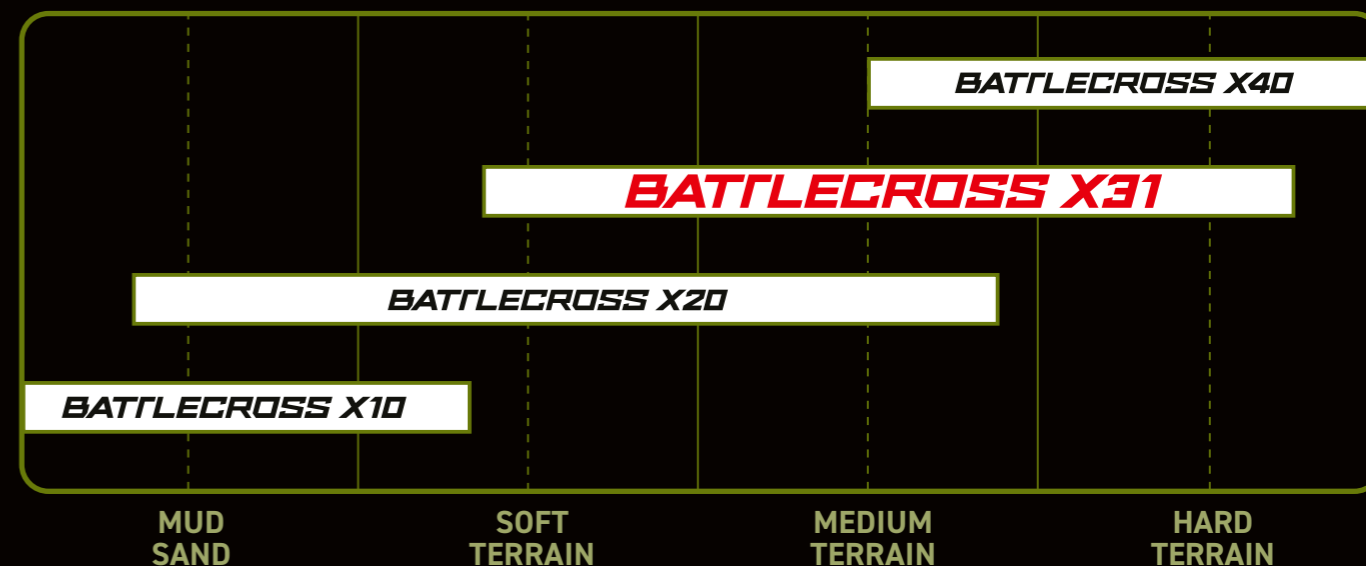 BATTLECROSS X40
BATTLECROSS X31
BATTLECROSS X20
BATTLECROSS X10
MUD
SAND
SOFT
TERRAIN
MEDIUM
TERRAIN
HARD
TERRAIN